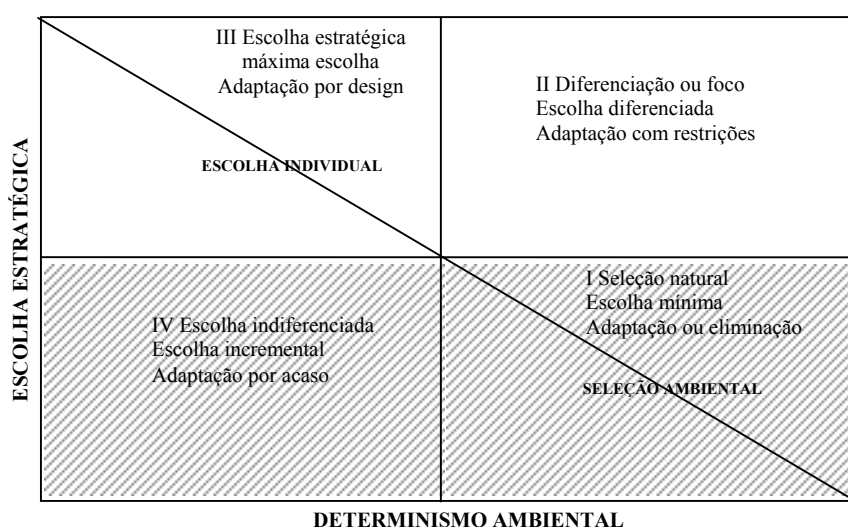 III Escolha estratégica
máxima escolha
Adaptação por design
II Diferenciação ou foco
Escolha diferenciada
Adaptação com restrições
ESCOLHA INDIVIDUAL
ESCOLHA ESTRATÉGICA
I Seleção natural
Escolha mínima
Adaptação ou eliminação
IV Escolha indiferenciada
Escolha incremental
Adaptação por acaso
SELEÇÃO AMBIENTAL
DETERMINISMO AMBIENTAL